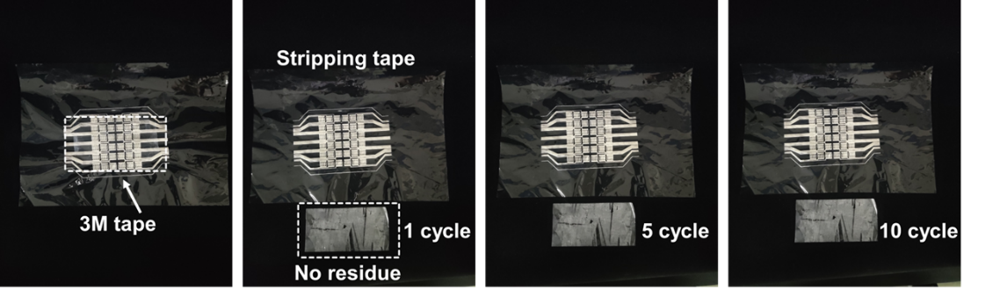 3M tape
Stripping tape
1 cycle
No residue
5 cycle
10 cycle